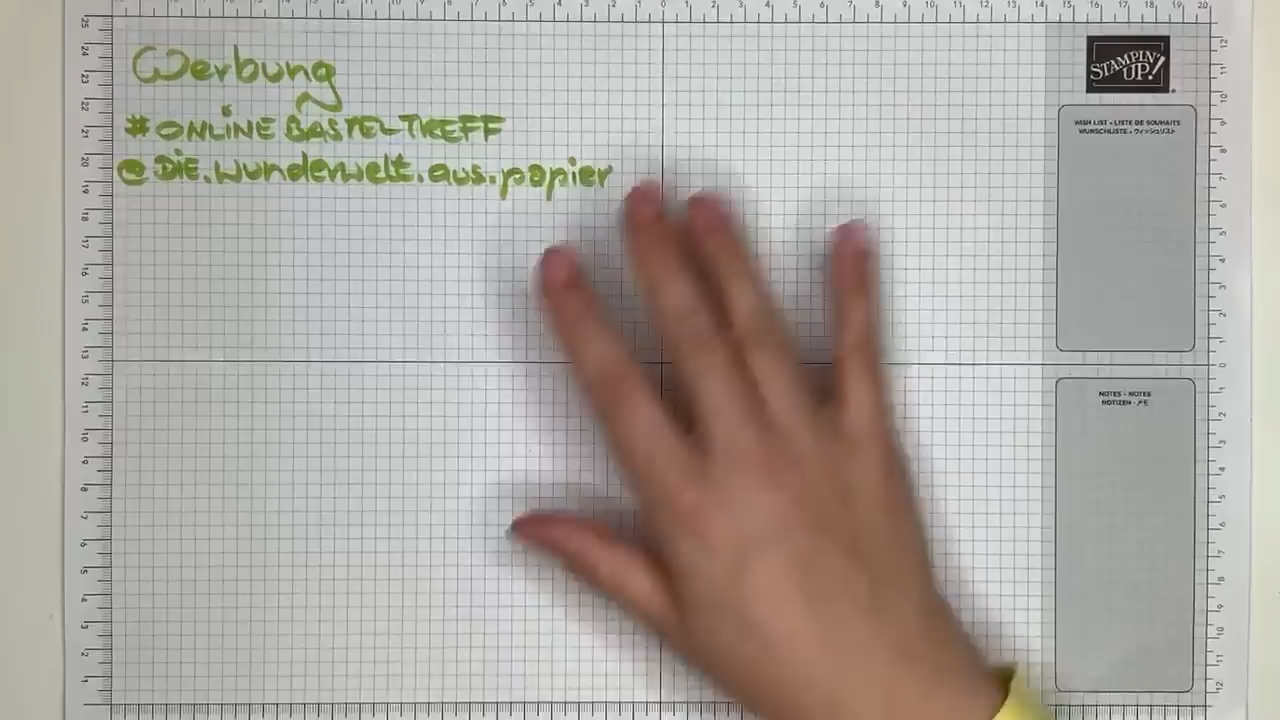 Werbung
#ONLINE BASTELTREFF
@DIE.wunderwelt.aus.papier
STAMPIN' UP!
WISH LIST • LISTE DE SOUHAITS
WUNSCHLISTE • ウィッシュリスト
NOTES • NOTES
NOTIZEN • メモ